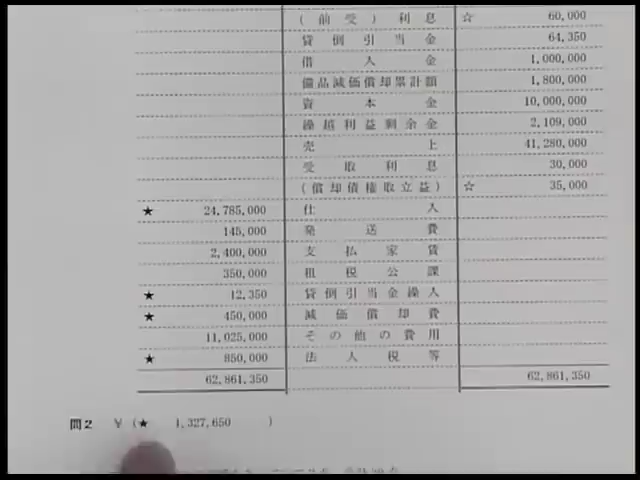 (前受)利息 ☆ 60,000
貸倒引当金 64,350
借入金 1,000,000
備品減価償却累計額 1,800,000
資本金 10,000,000
繰越利益剰余金 2,109,000
売上 41,280,000
受取利息 30,000
(償却債権取立益) ☆ 35,000
★ 24,785,000 仕入
145,000 発送費
2,400,000 支払家賃
350,000 租税公課
★ 12,350 貸倒引当金繰入
★ 450,000 減価償却費
11,025,000 その他の費用
★ 850,000 法人税等
62,861,350 62,861,350
問2 ¥ (★ 1,327,650 )